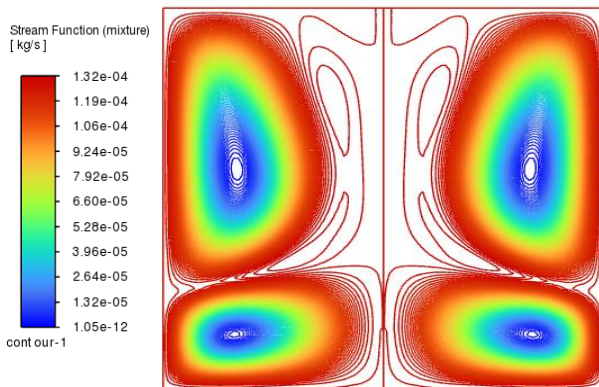 Stream Function (mixture)
[ kg/s ]
1.32e-04
1.19e-04
1.06e-04
9.24e-05
7.92e-05
6.60e-05
5.28e-05
3.96e-05
2.64e-05
1.32e-05
1.05e-12
contour-1